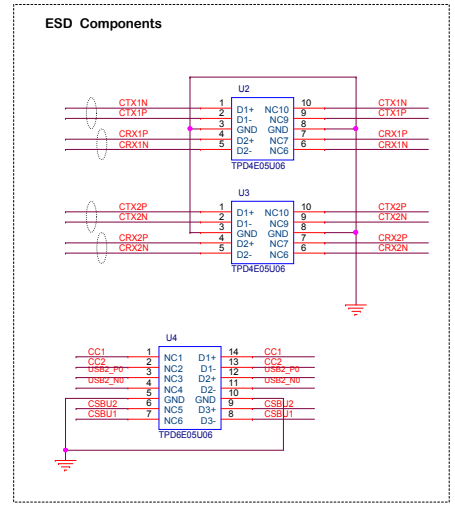 ESD Components
U2
CTX1N 1 D1+ NC10 10 CTX1N
CTX1P 2 D1- NC9 9 CTX1P
3 GND GND 8
CRX1P 4 D2+ NC7 7 CRX1P
CRX1N 5 D2- NC6 6 CRX1N
TPD4E05U06
U3
CTX2P 1 D1+ NC10 10 CTX2P
CTX2N 2 D1- NC9 9 CTX2N
3 GND GND 8
CRX2P 4 D2+ NC7 7 CRX2P
CRX2N 5 D2- NC6 6 CRX2N
TPD4E05U06
U4
CC1 1 NC1 D1+ 14 CC1
CC2 2 NC2 D1- 13 CC2
USB2_P0 3 NC3 D2+ 12 USB2_P0
USB2_N0 4 NC4 D2- 11 USB2_N0
5 GND GND 10
CSBU2 6 NC5 D3+ 9 CSBU2
CSBU1 7 NC6 D3- 8 CSBU1
TPD6E05U06